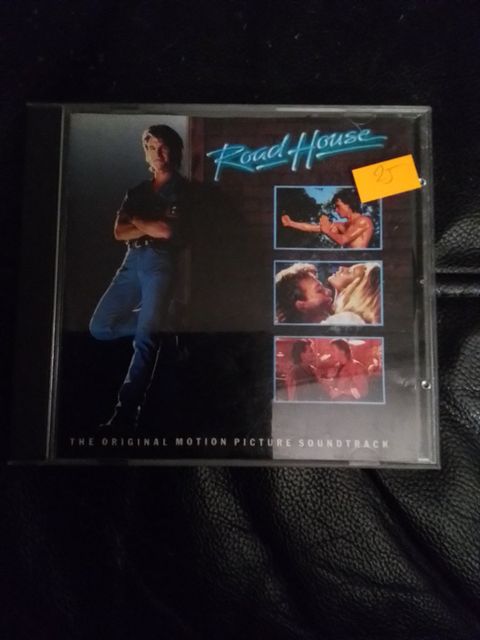 Road House
25
THE ORIGINAL MOTION PICTURE SOUNDTRACK